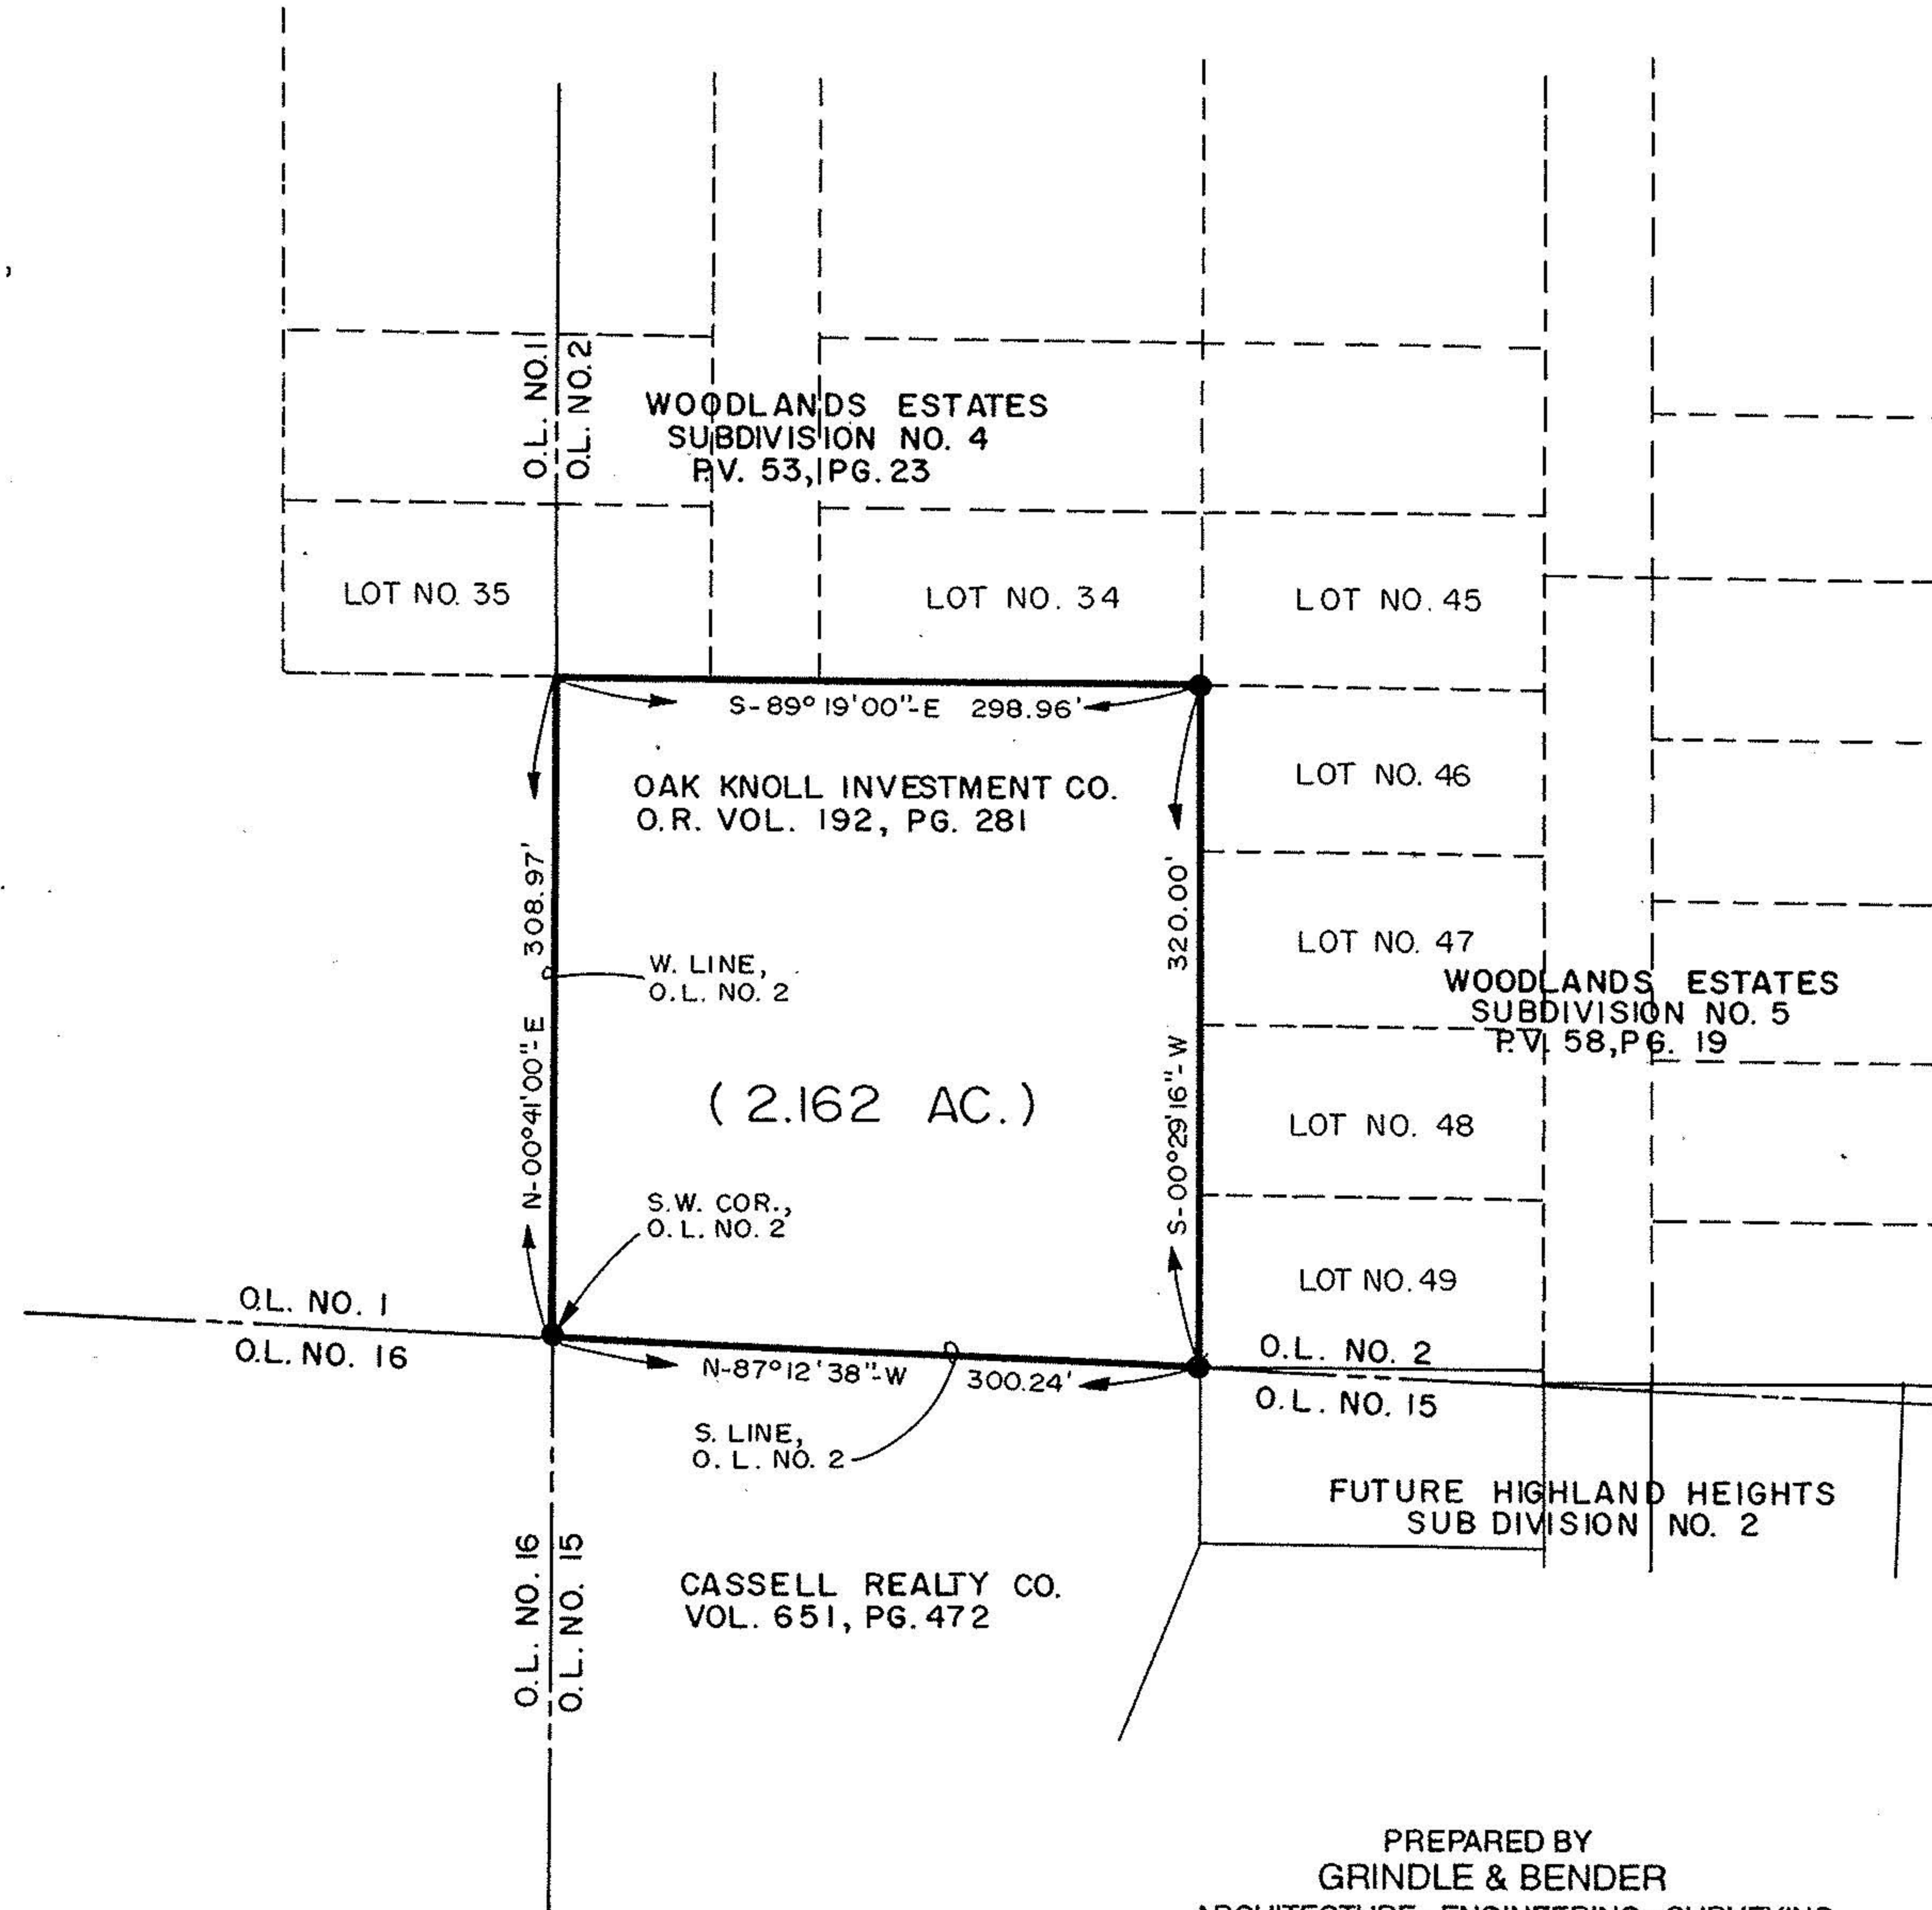 O.L. NO. 1
O.L. NO. 2
WOODLANDS ESTATES
SUBDIVISION NO. 4
P.V. 53, PG. 23
LOT NO. 35
LOT NO. 34
LOT NO. 45
S-89°19'00"-E 298.96'
OAK KNOLL INVESTMENT CO.
O.R. VOL. 192, PG. 281
LOT NO. 46
N-00°41'00"-E 308.97'
S-00°29'16"-W 320.00'
W. LINE,
O.L. NO. 2
LOT NO. 47
WOODLANDS ESTATES
SUBDIVISION NO. 5
P.V. 58, PG. 19
(2.162 AC.)
LOT NO. 48
S.W. COR.,
O.L. NO. 2
LOT NO. 49
O.L. NO. 1
O.L. NO. 16
N-87°12'38"-W 300.24'
O.L. NO. 2
O.L. NO. 15
S. LINE,
O.L. NO. 2
FUTURE HIGHLAND HEIGHTS
SUB DIVISION NO. 2
O.L. NO. 16
O.L. NO. 15
CASSELL REALTY CO.
VOL. 651, PG. 472
PREPARED BY
GRINDLE & BENDER
ARCHITECTURE ENGINEERING SURVEYING